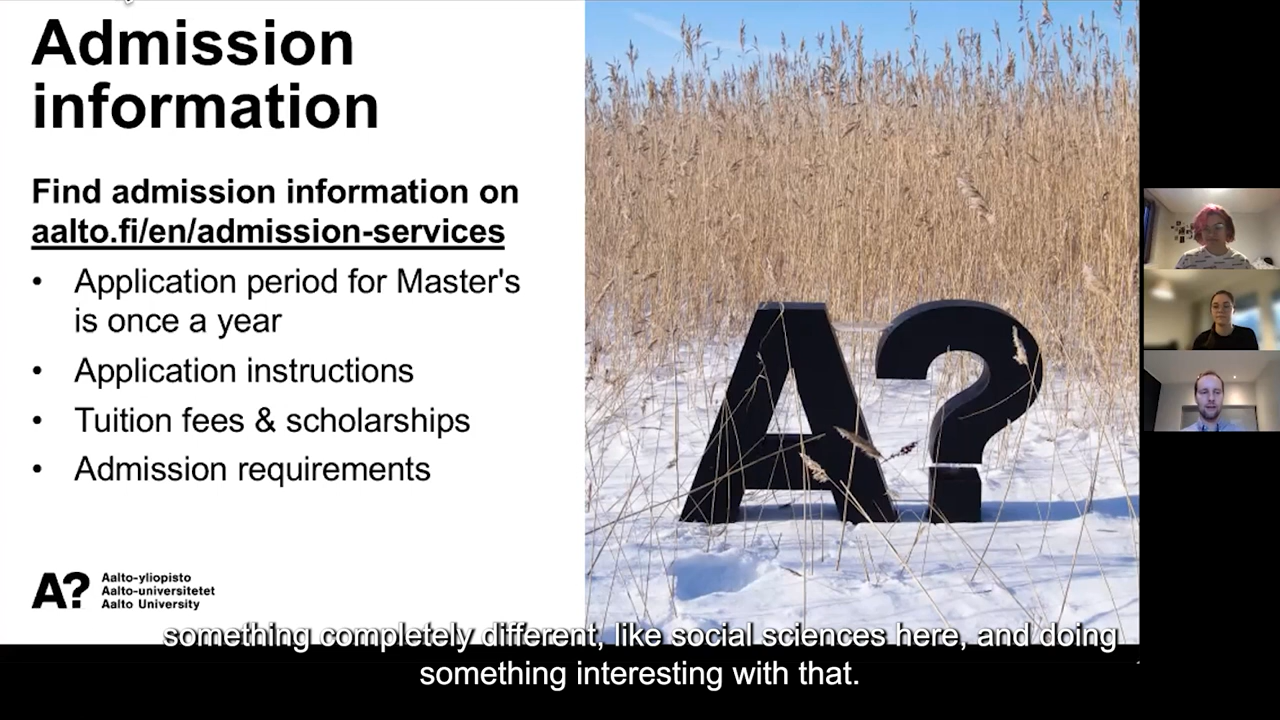 Admission
information
Find admission information on
aalto.fi/en/admission-services
• Application period for Master's
is once a year
• Application instructions
• Tuition fees & scholarships
• Admission requirements
A?
A? Aalto-yliopisto
Aalto-universitetet
Aalto University
something completely different, like social sciences here, and doing
something interesting with that.